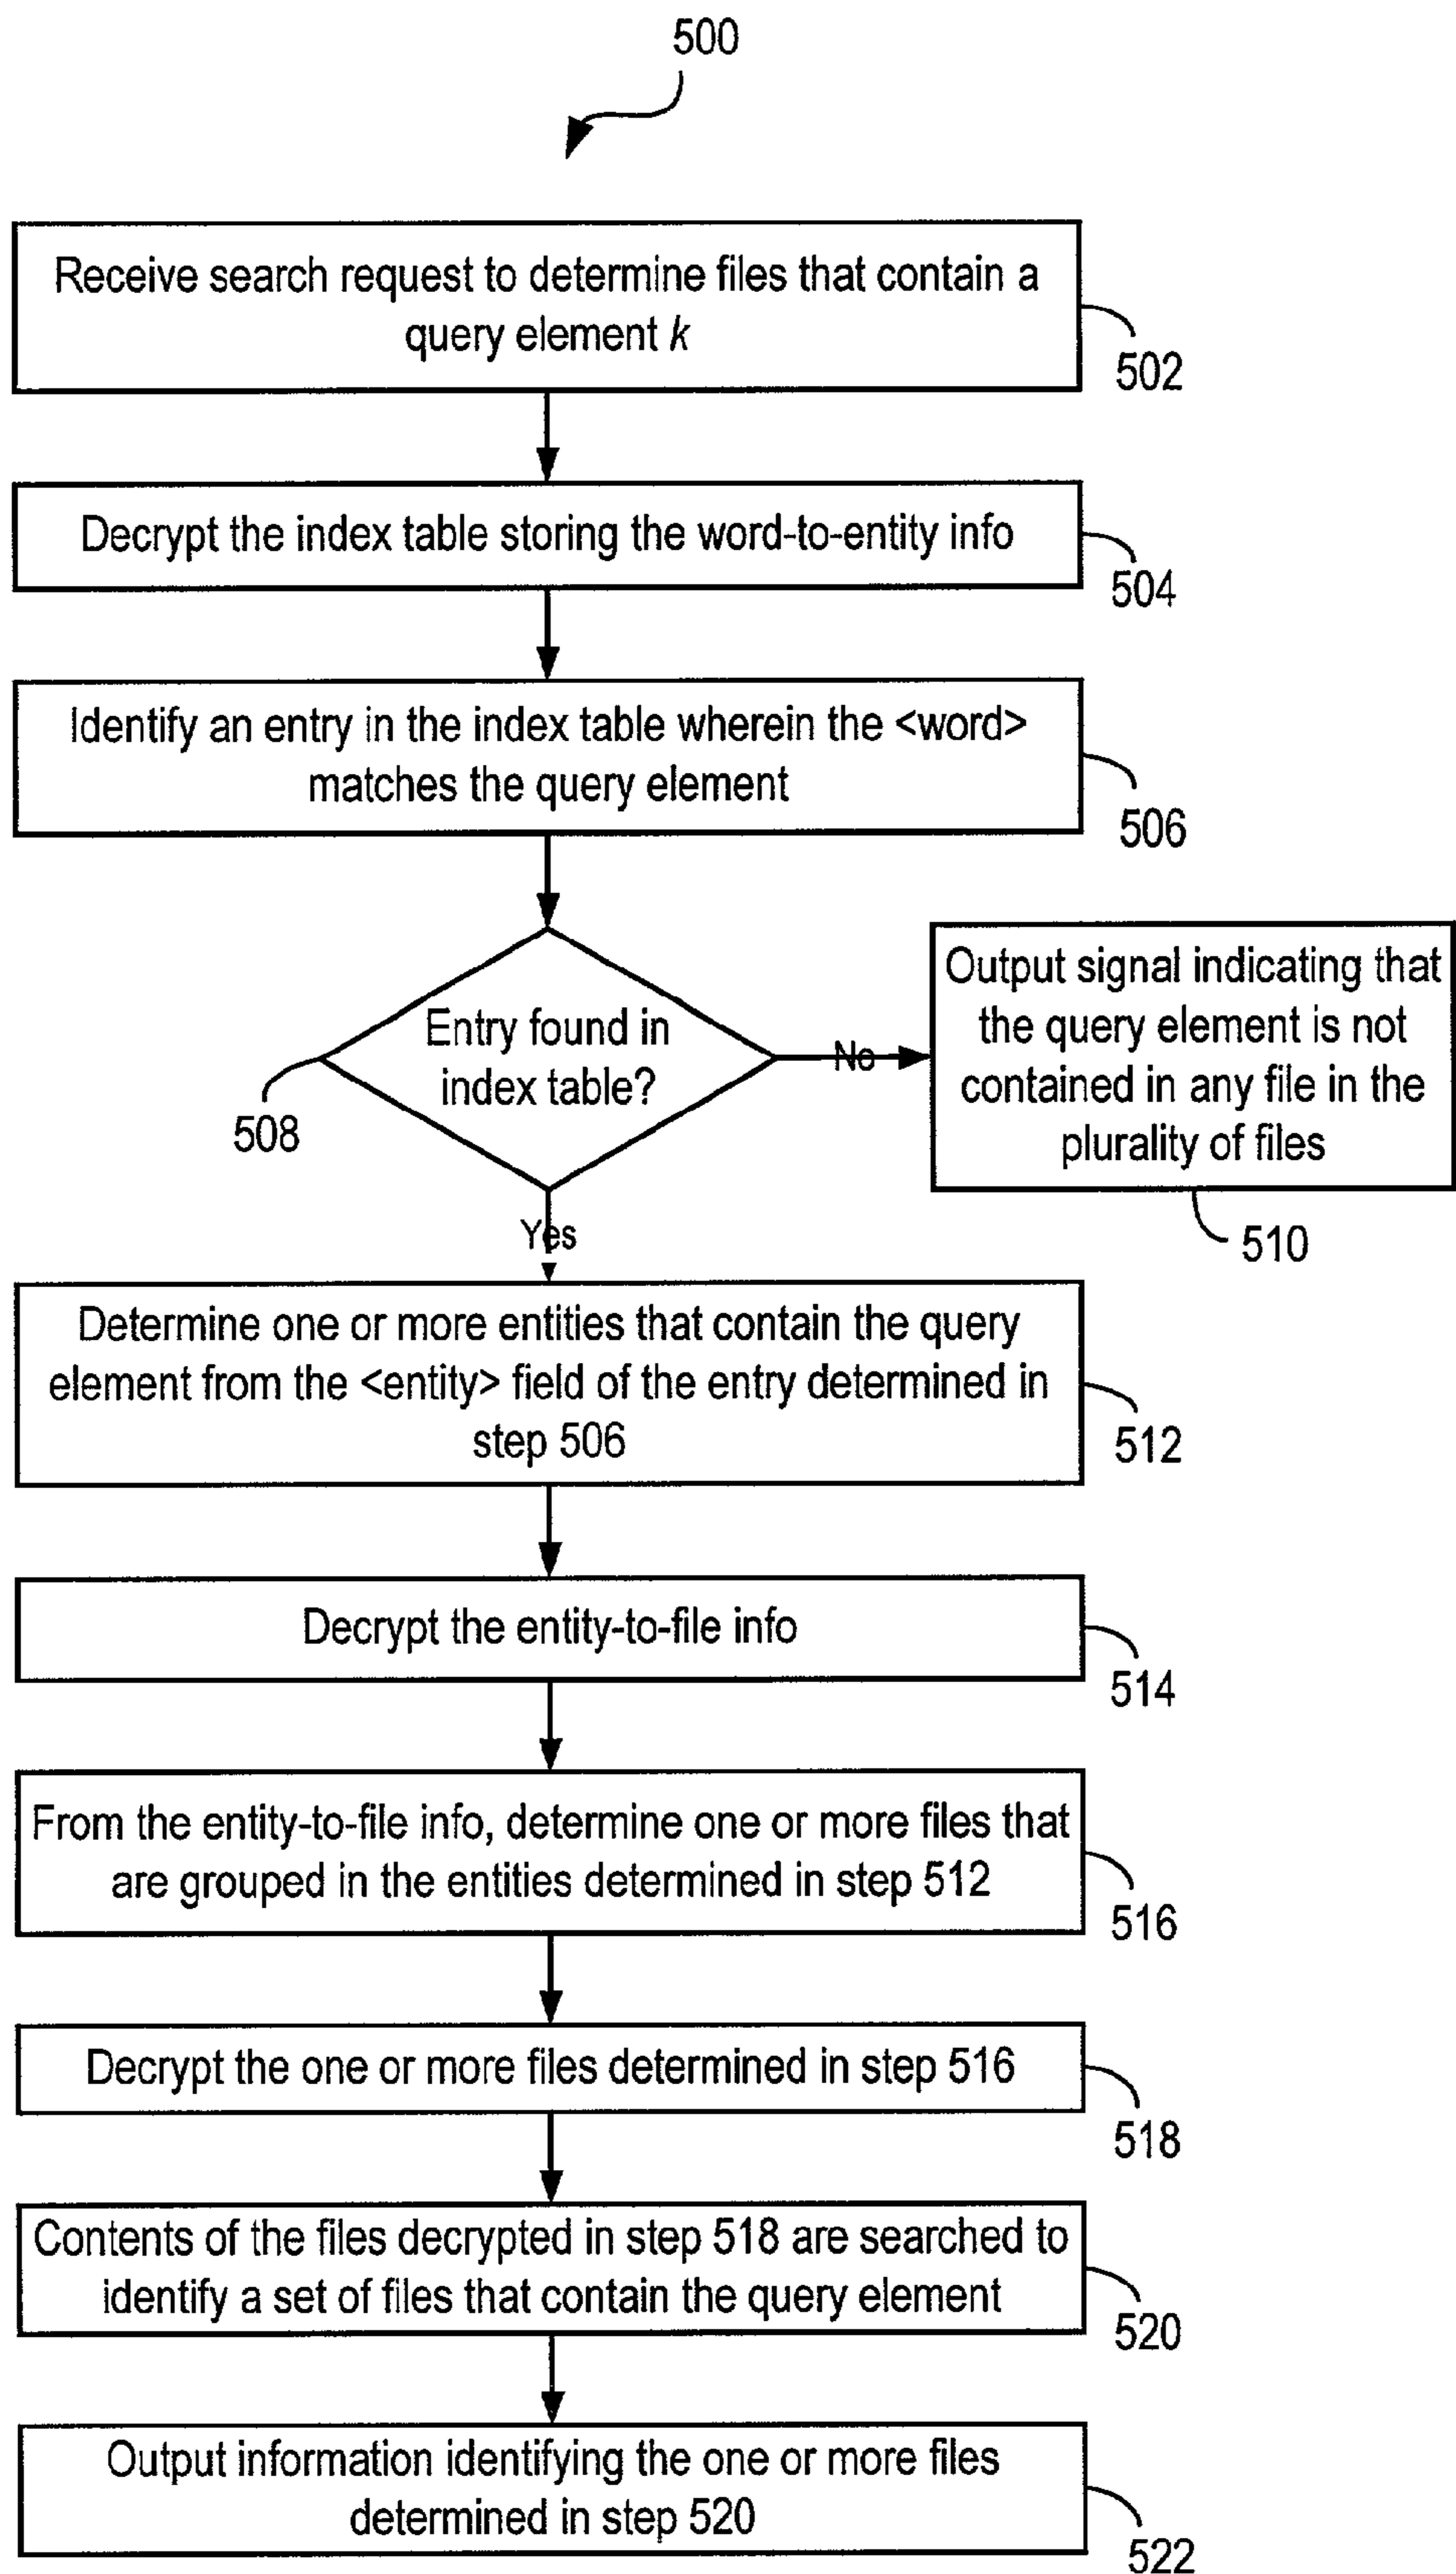 500
Receive search request to determine files that contain a
query element k
502
Decrypt the index table storing the word-to-entity info
504
Identify an entry in the index table wherein the <word>
matches the query element
506
Entry found in
index table?
508
No
Output signal indicating that
the query element is not
contained in any file in the
plurality of files
510
Yes
Determine one or more entities that contain the query
element from the <entity> field of the entry determined in
step 506
512
Decrypt the entity-to-file info
514
From the entity-to-file info, determine one or more files that
are grouped in the entities determined in step 512
516
Decrypt the one or more files determined in step 516
518
Contents of the files decrypted in step 518 are searched to
identify a set of files that contain the query element
520
Output information identifying the one or more files
determined in step 520
522